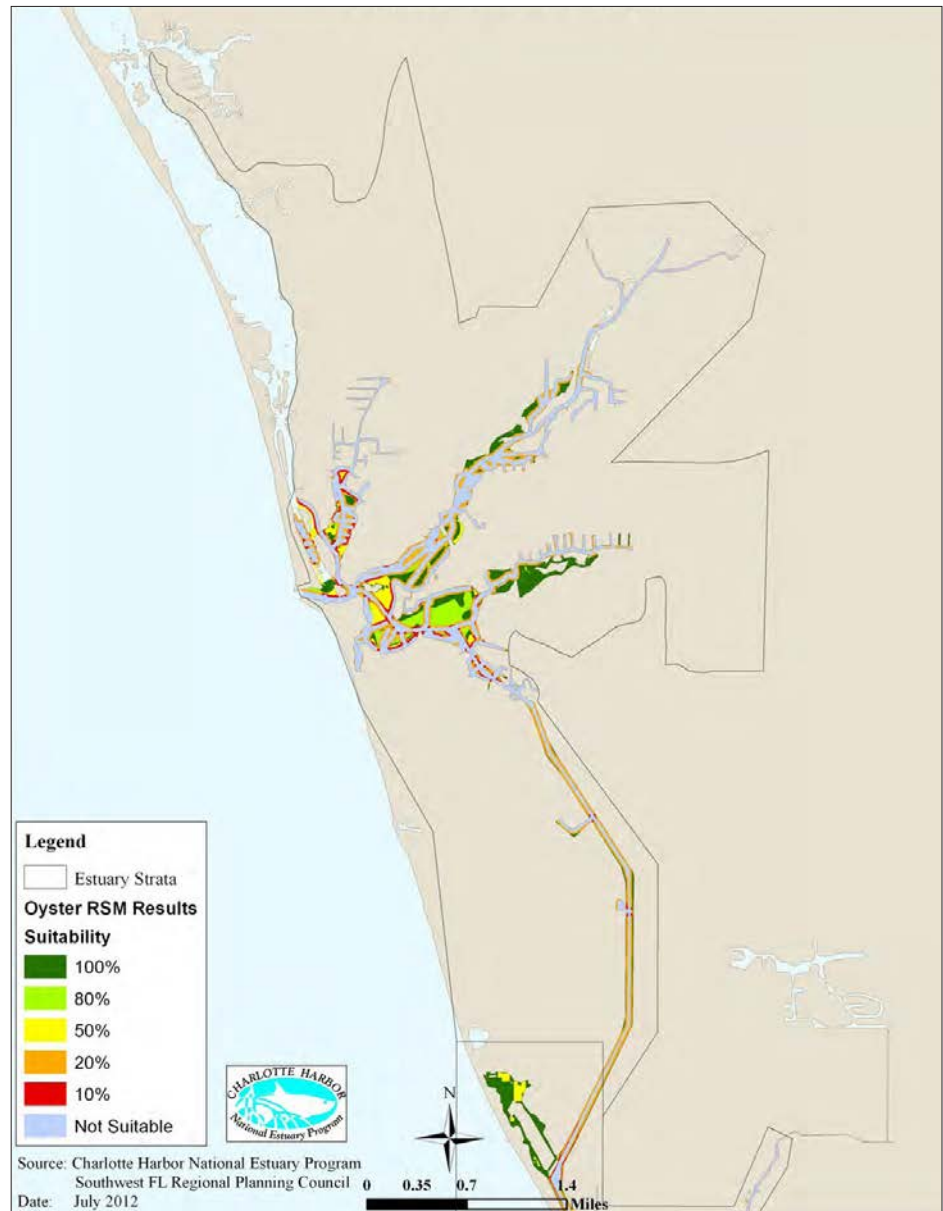 Legend
Estuary Strata
Oyster RSM Results
Suitability
100%
80%
50%
20%
10%
Not Suitable
CHARLOTTE HARBOR
National Estuary Program
N
Source: Charlotte Harbor National Estuary Program
Southwest FL Regional Planning Council
Date: July 2012
0 0.35 0.7 1.4
Miles